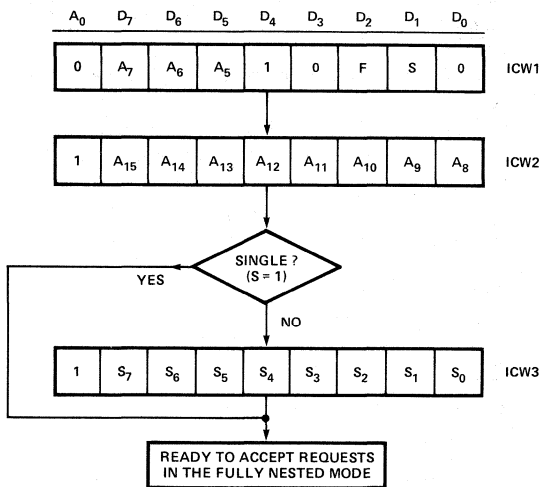 A0 D7 D6 D5 D4 D3 D2 D1 D0
0 A7 A6 A5 1 0 F S 0 ICW1
1 A15 A14 A13 A12 A11 A10 A9 A8 ICW2
SINGLE ?
(S = 1)
YES
NO
1 S7 S6 S5 S4 S3 S2 S1 S0 ICW3
READY TO ACCEPT REQUESTS
IN THE FULLY NESTED MODE